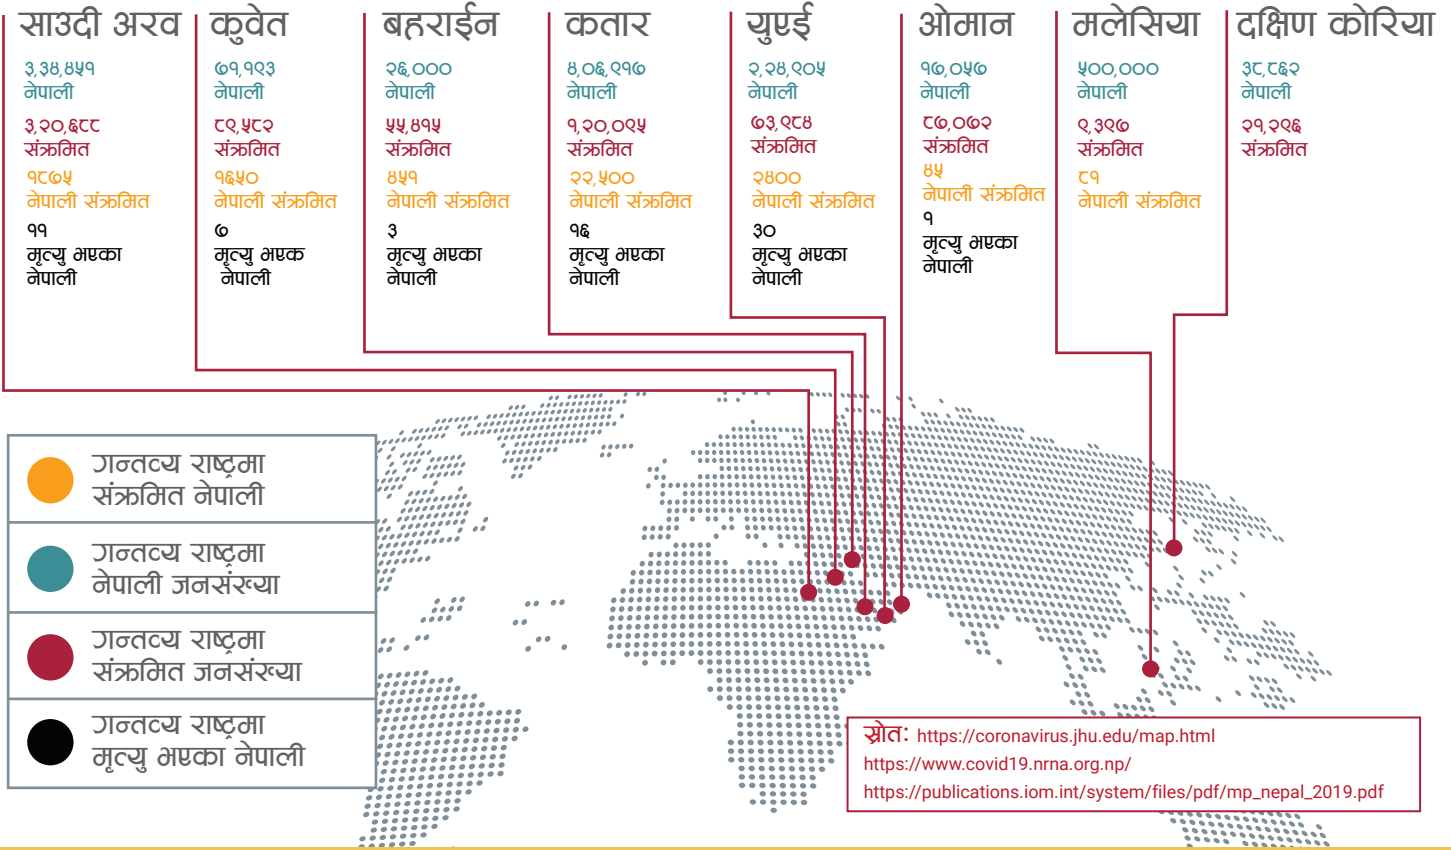 साउदी अरव
३,३४,४५१
नेपाली
३,२०,६८८
संक्रमित
१८७५
नेपाली संक्रमित
११
मृत्यु भएका
नेपाली
कुवेत
७१,१९३
नेपाली
८९,५८२
संक्रमित
१६५०
नेपाली संक्रमित
७
मृत्यु भएक
नेपाली
बहराईन
२६,०००
नेपाली
५५,४१५
संक्रमित
४५१
नेपाली संक्रमित
३
मृत्यु भएका
नेपाली
कतार
४,०६,९१७
नेपाली
१,२०,०९५
संक्रमित
२२,५००
नेपाली संक्रमित
१६
मृत्यु भएका
नेपाली
युएई
२,२४,९०५
नेपाली
७३,९८४
संक्रमित
२४००
नेपाली संक्रमित
३०
मृत्यु भएका
नेपाली
ओमान
१७,०५७
नेपाली
८७,०७२
संक्रमित
४५
नेपाली संक्रमित
१
मृत्यु भएका
नेपाली
मलेसिया
५००,०००
नेपाली
९,३९७
संक्रमित
८१
नेपाली संक्रमित
दक्षिण कोरिया
३८,८६२
नेपाली
२१,२९६
संक्रमित
गन्तव्य राष्ट्रमा
संक्रमित नेपाली
गन्तव्य राष्ट्रमा
नेपाली जनसंख्या
गन्तव्य राष्ट्रमा
संक्रमित जनसंख्या
गन्तव्य राष्ट्रमा
मृत्यु भएका नेपाली
स्रोत: https://coronavirus.jhu.edu/map.html
https://www.covid19.nrna.org.np/
https://publications.iom.int/system/files/pdf/mp_nepal_2019.pdf